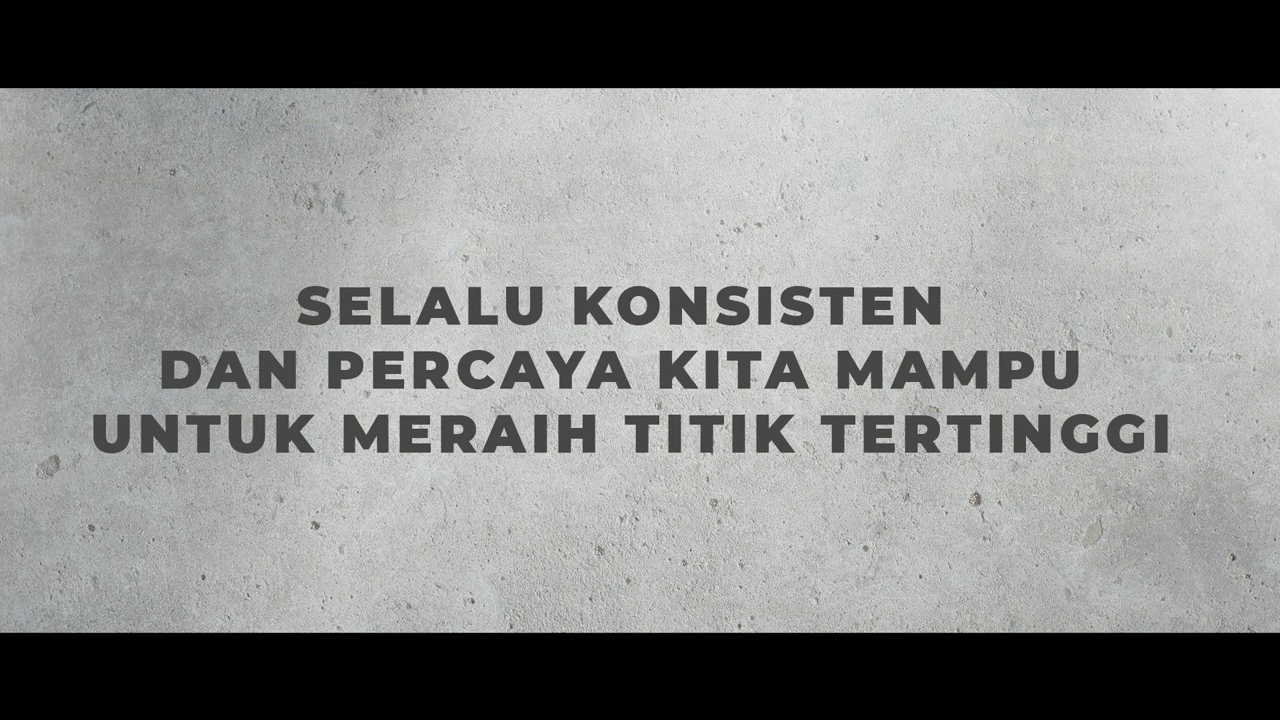 SELALU KONSISTEN
DAN PERCAYA KITA MAMPU
UNTUK MERAIH TITIK TERTINGGI